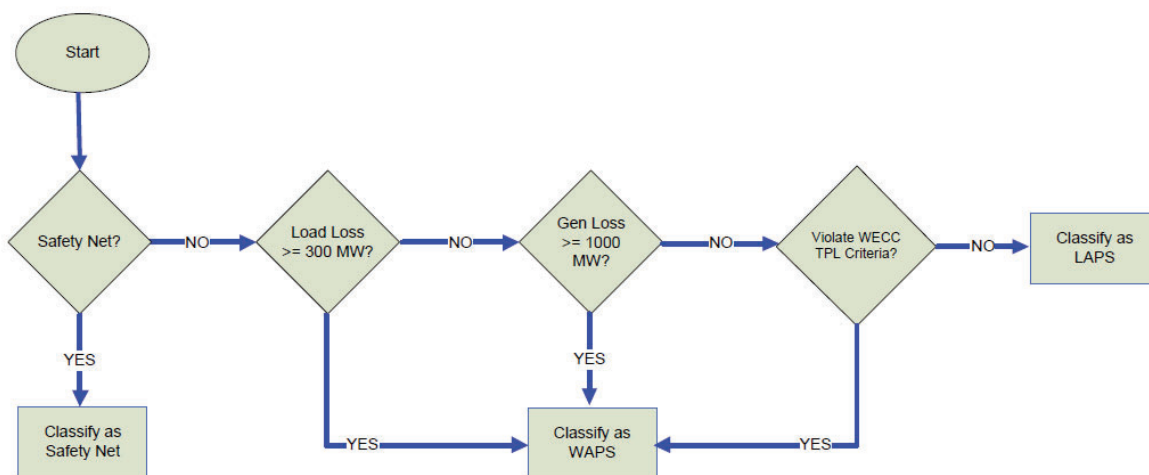 Start
Safety Net?
NO
Load Loss
>= 300 MW?
NO
Gen Loss
>= 1000
MW?
NO
Violate WECC
TPL Criteria?
NO
Classify as
LAPS
YES
Classify as
Safety Net
YES
YES
Classify as
WAPS
YES